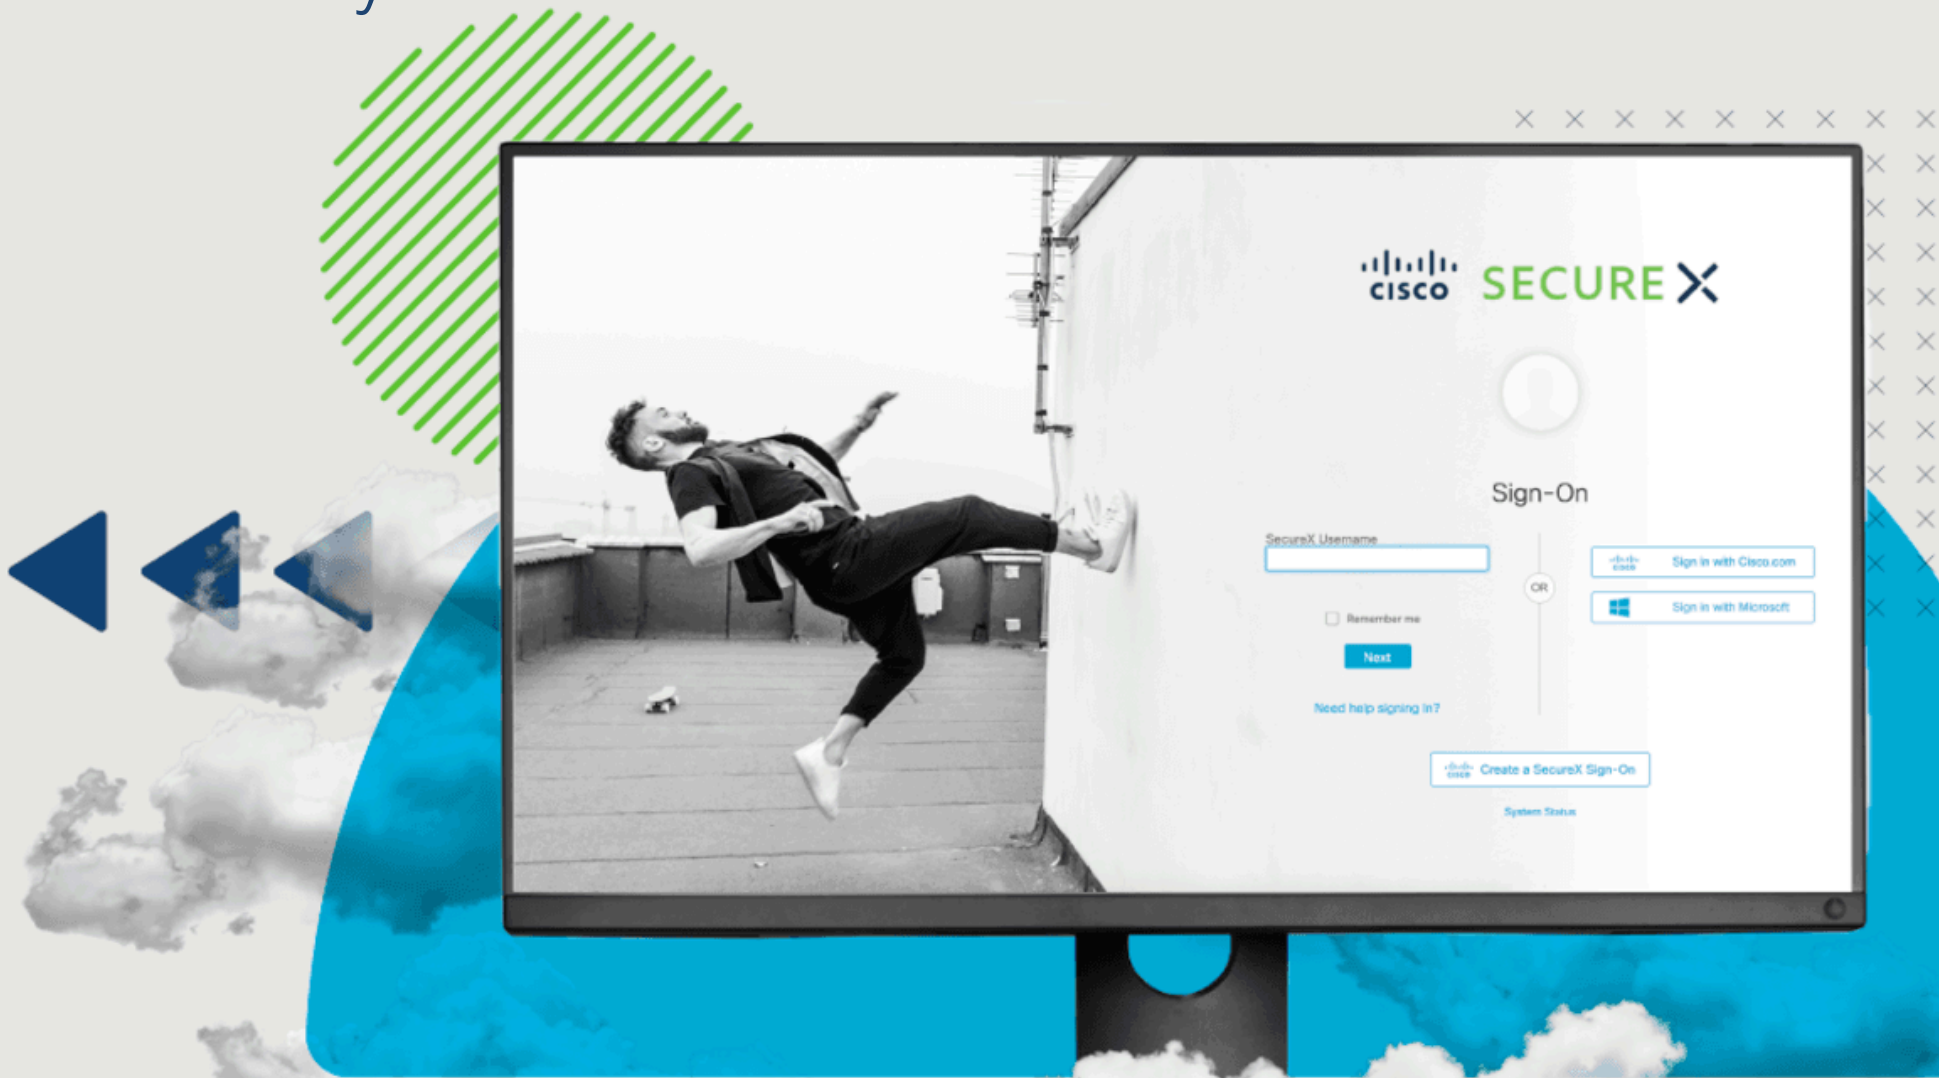 CISCO SECURE X
Sign-On
SecureX Username
Sign in with Cisco.com
OR
Sign in with Microsoft
Remember me
Next
Need help signing in?
CISCO Create a SecureX Sign-On
System Status